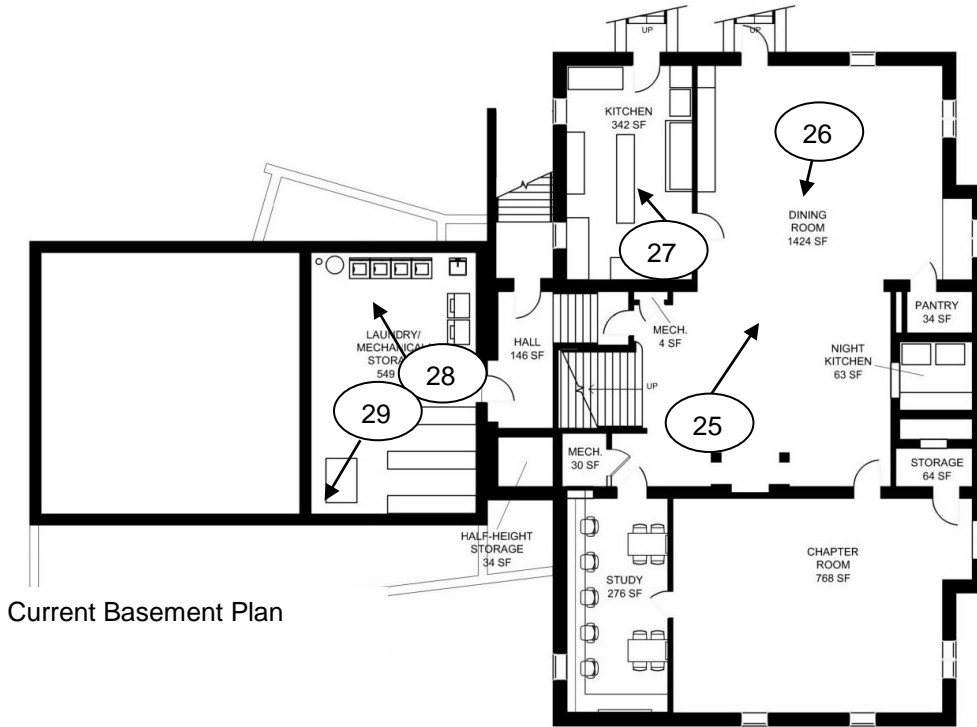 UP
UP
KITCHEN
342 SF
26
DINING
ROOM
1424 SF
27
PANTRY
34 SF
MECH.
4 SF
HALL
146 SF
NIGHT
KITCHEN
63 SF
LAUNDRY/
MECHANICAL
STORA
549
28
UP
29
25
MECH.
30 SF
STORAGE
64 SF
HALF-HEIGHT
STORAGE
34 SF
STUDY
276 SF
CHAPTER
ROOM
768 SF
Current Basement Plan